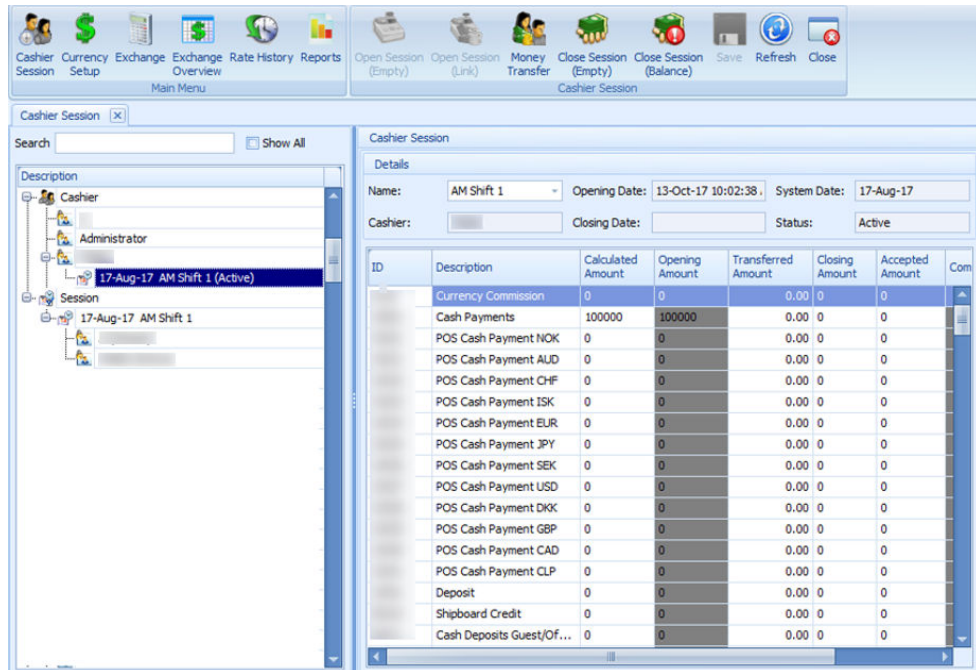 Cashier Session
Currency Setup
Exchange
Exchange Overview
Rate History
Reports
Main Menu
Open Session (Empty)
Open Session (Link)
Money Transfer
Close Session (Empty)
Close Session (Balance)
Save
Refresh
Close
Cashier Session
Cashier Session
Search
Show All
Description
Cashier
Administrator
17-Aug-17 AM Shift 1 (Active)
Session
17-Aug-17 AM Shift 1
Cashier Session
Details
Name: AM Shift 1 Opening Date: 13-Oct-17 10:02:38 System Date: 17-Aug-17
Cashier: Closing Date: Status: Active
ID Description Calculated Amount Opening Amount Transferred Amount Closing Amount Accepted Amount Com
Currency Commission 0 0 0.00 0 0
Cash Payments 100000 100000 0.00 0 0
POS Cash Payment NOK 0 0 0.00 0 0
POS Cash Payment AUD 0 0 0.00 0 0
POS Cash Payment CHF 0 0 0.00 0 0
POS Cash Payment ISK 0 0 0.00 0 0
POS Cash Payment EUR 0 0 0.00 0 0
POS Cash Payment JPY 0 0 0.00 0 0
POS Cash Payment SEK 0 0 0.00 0 0
POS Cash Payment USD 0 0 0.00 0 0
POS Cash Payment DKK 0 0 0.00 0 0
POS Cash Payment GBP 0 0 0.00 0 0
POS Cash Payment CAD 0 0 0.00 0 0
POS Cash Payment CLP 0 0 0.00 0 0
Deposit 0 0 0.00 0 0
Shipboard Credit 0 0 0.00 0 0
Cash Deposits Guest/Of... 0 0 0.00 0 0